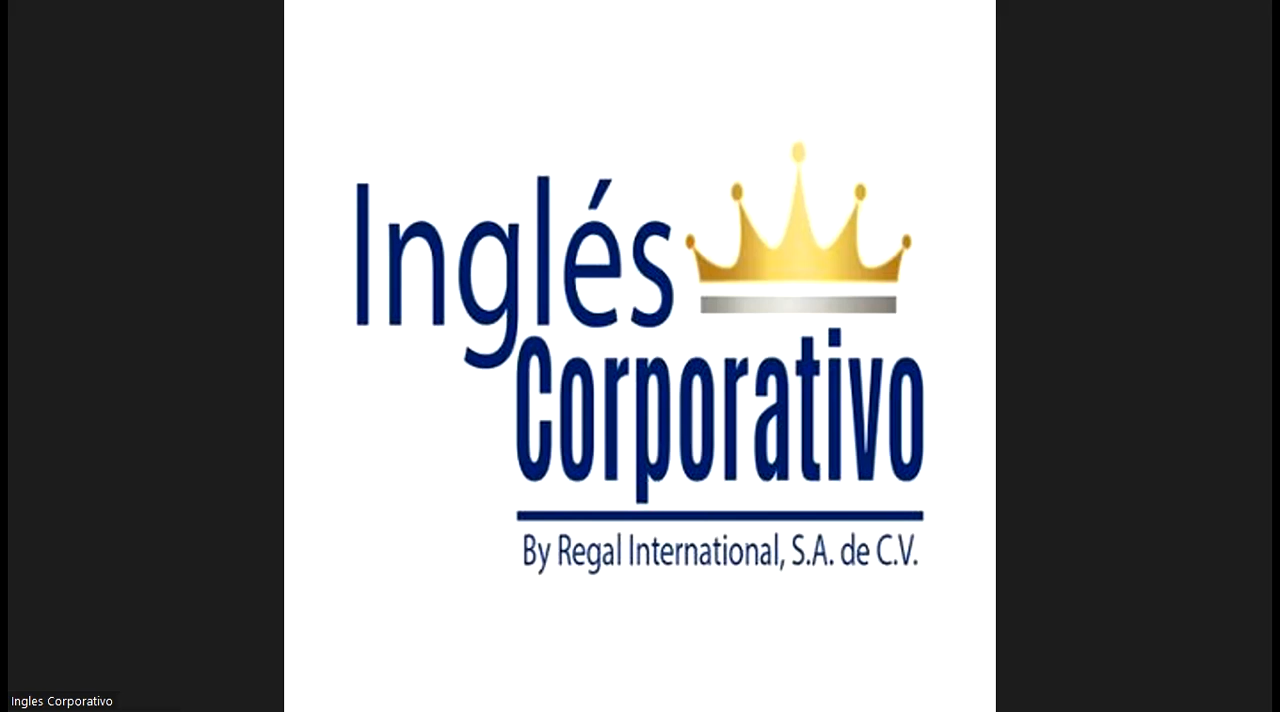 Inglés
Corporativo
By Regal International, S.A. de C.V.
Ingles Corporativo